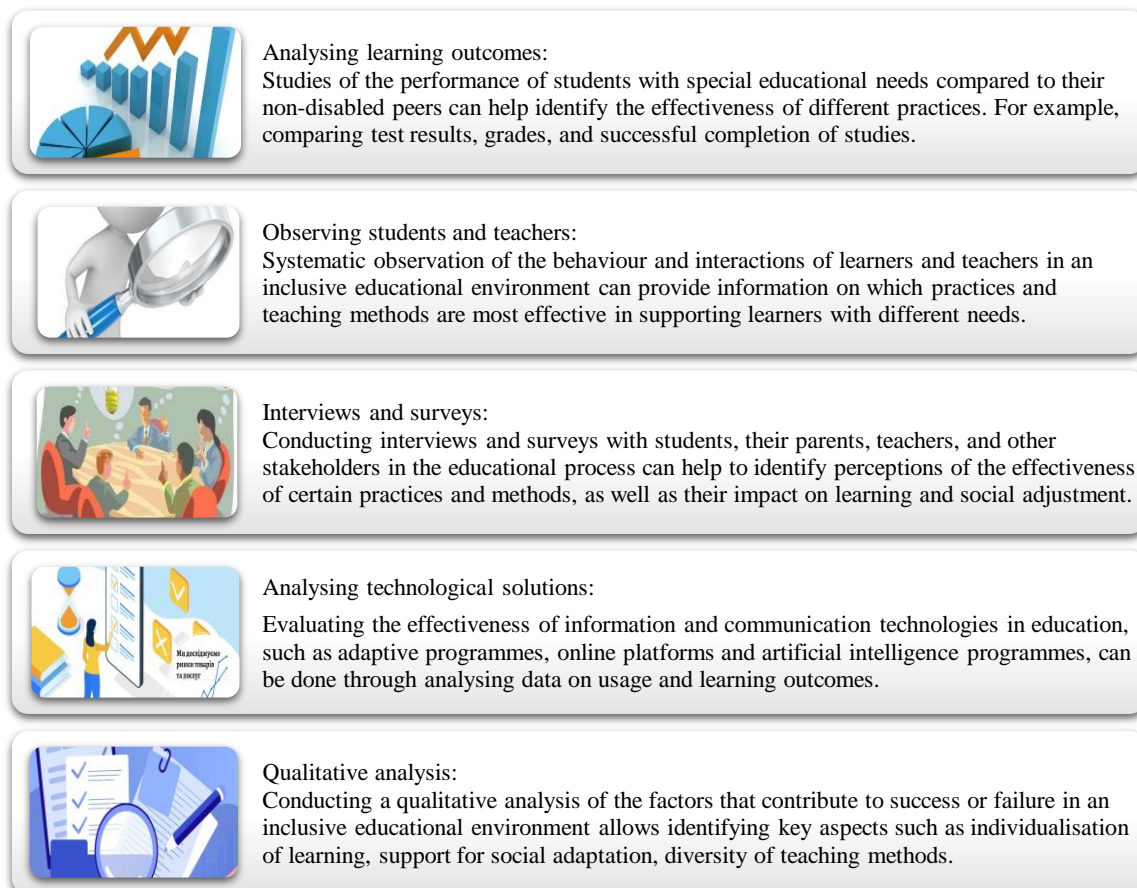 Analysing learning outcomes:
Studies of the performance of students with special educational needs compared to their
non-disabled peers can help identify the effectiveness of different practices. For example,
comparing test results, grades, and successful completion of studies.
Observing students and teachers:
Systematic observation of the behaviour and interactions of learners and teachers in an
inclusive educational environment can provide information on which practices and
teaching methods are most effective in supporting learners with different needs.
Interviews and surveys:
Conducting interviews and surveys with students, their parents, teachers, and other
stakeholders in the educational process can help to identify perceptions of the effectiveness
of certain practices and methods, as well as their impact on learning and social adjustment.
Analysing technological solutions:
Evaluating the effectiveness of information and communication technologies in education,
such as adaptive programmes, online platforms and artificial intelligence programmes, can
be done through analysing data on usage and learning outcomes.
Ми досліджуємо
ринки товарів
та послуг
Qualitative analysis:
Conducting a qualitative analysis of the factors that contribute to success or failure in an
inclusive educational environment allows identifying key aspects such as individualisation
of learning, support for social adaptation, diversity of teaching methods.